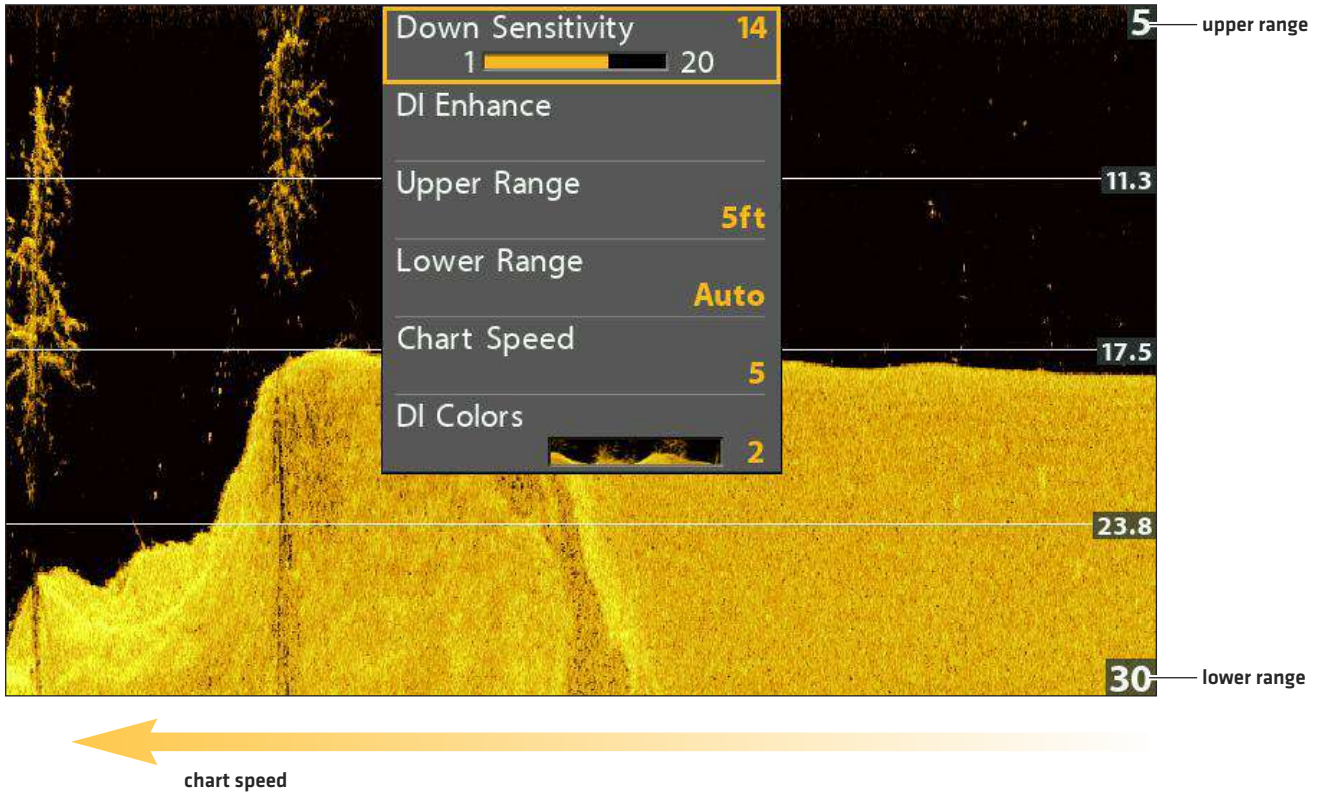 Down Sensitivity 14
1 20
DI Enhance
Upper Range
5ft
Lower Range
Auto
Chart Speed
5
DI Colors
2
5
upper range
11.3
17.5
23.8
30
lower range
chart speed